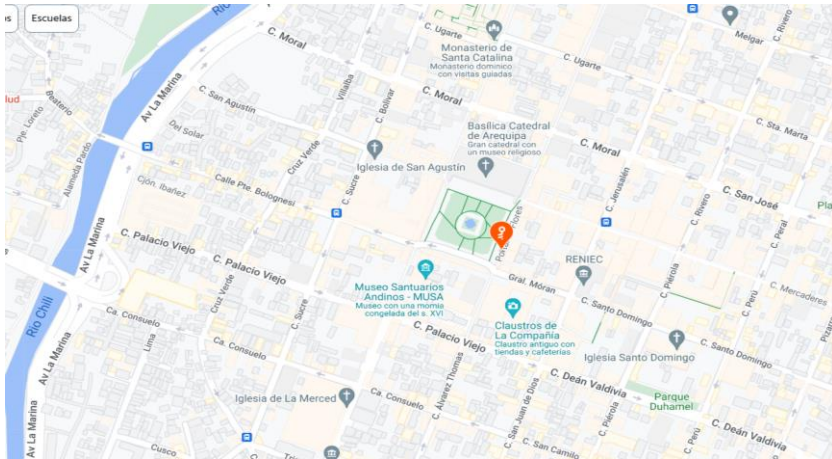 Escuelas
C. Moral
C. Ugarte
Monasterio de
Santa Catalina
Monasterio dominico
con visitas guiadas
C. Ugarte
Melgar
C. Rivero
Av La Marina
Beaterio
Pje. Loreto
Alameda Pardo
C. San Agustín
Del Solar
Villalba
Cruz Verde
C. Bolívar
C. Moral
C. Sta. Marta
Basílica Catedral
de Arequipa
Gran catedral con
un museo religioso
C. Moral
Iglesia de San Agustín
C. Sucre
Cjón. Ibañez
Calle Pte. Bolognesi
C. Jerusalén
C. San José
C. Rivero
C. Peral
Av La Marina
C. Palacio Viejo
C. Palacio Viejo
RENIEC
Gral. Móran
Museo Santuarios
Andinos - MUSA
Museo con una momia
congelada del s. XVI
C. Piérola
C. Perú
C. Mercaderes
Río Chili
Ca. Consuelo
Cruz Verde
C. Sucre
C. Santo Domingo
Claustros de
La Compañía
Claustro antiguo con
tiendas y cafeterías
C. Palacio Viejo
Iglesia Santo Domingo
C. Santo Domingo
Av La Marina
Lima
Ca. Consuelo
C. Álvarez Thomas
C. Deán Valdivia
Iglesia de La Merced
Ca. Consuelo
C. San Juan de Dios
C. Piérola
Parque
Duhamel
Av La Marina
Cusco
C. San Camilo
C. Perú
C. Deán Valdivia